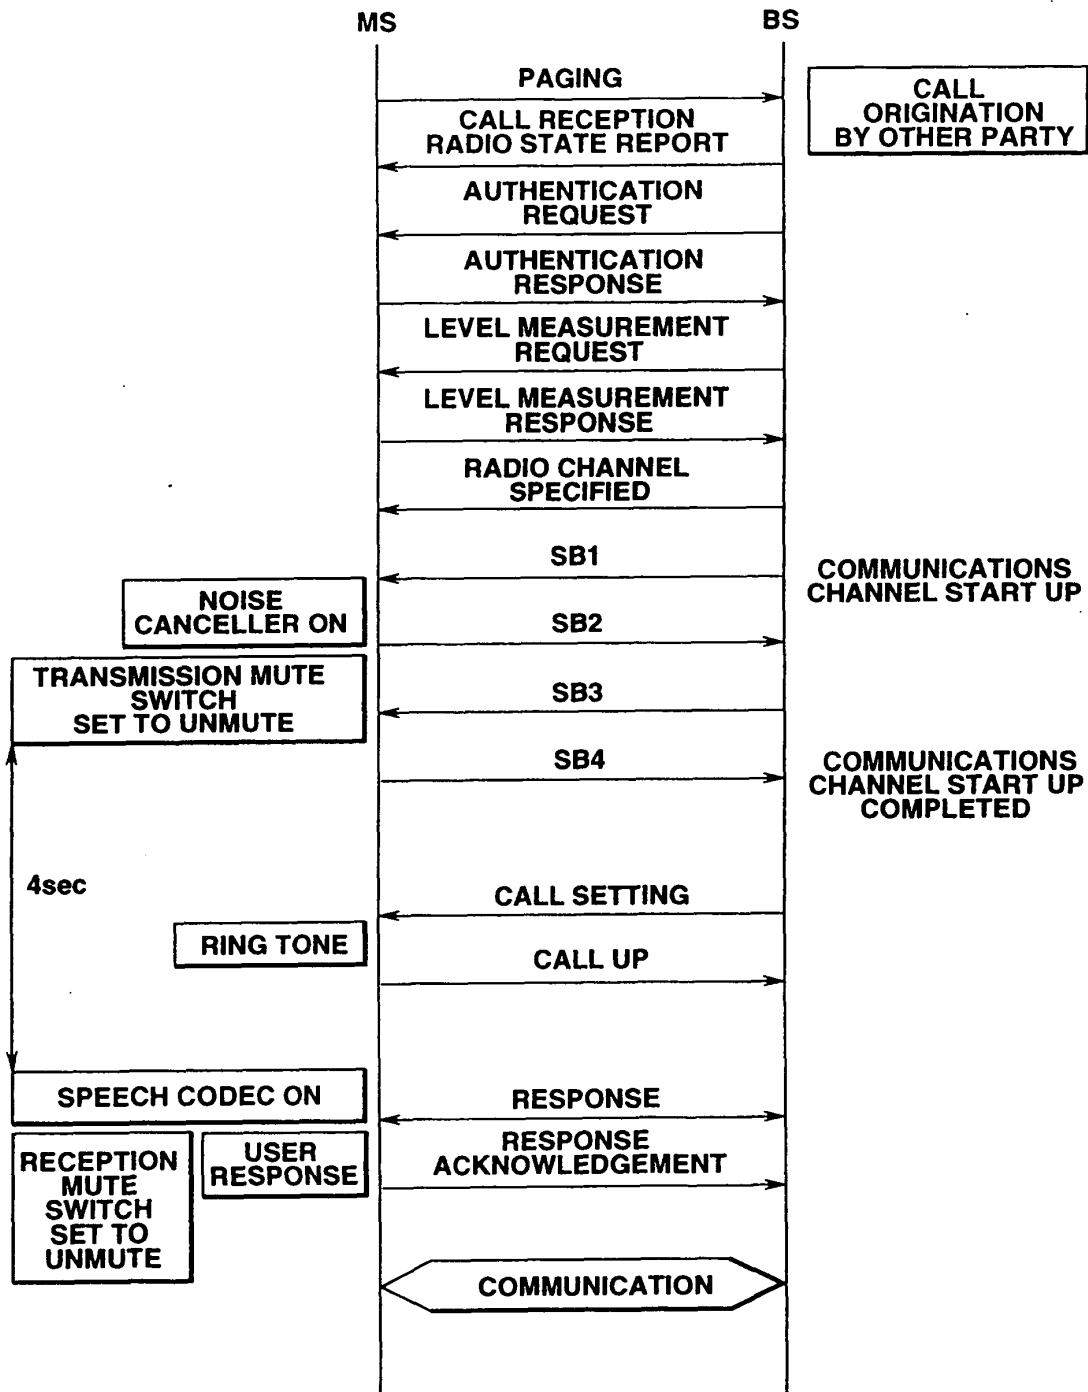 MS
BS
PAGING
CALL
ORIGINATION
BY OTHER PARTY
CALL RECEPTION
RADIO STATE REPORT
AUTHENTICATION
REQUEST
AUTHENTICATION
RESPONSE
LEVEL MEASUREMENT
REQUEST
LEVEL MEASUREMENT
RESPONSE
RADIO CHANNEL
SPECIFIED
SB1
COMMUNICATIONS
CHANNEL START UP
NOISE
CANCELLER ON
SB2
TRANSMISSION MUTE
SWITCH
SET TO UNMUTE
SB3
SB4
COMMUNICATIONS
CHANNEL START UP
COMPLETED
4sec
CALL SETTING
RING TONE
CALL UP
SPEECH CODEC ON
RESPONSE
RECEPTION
MUTE
SWITCH
SET TO
UNMUTE
USER
RESPONSE
RESPONSE
ACKNOWLEDGEMENT
COMMUNICATION